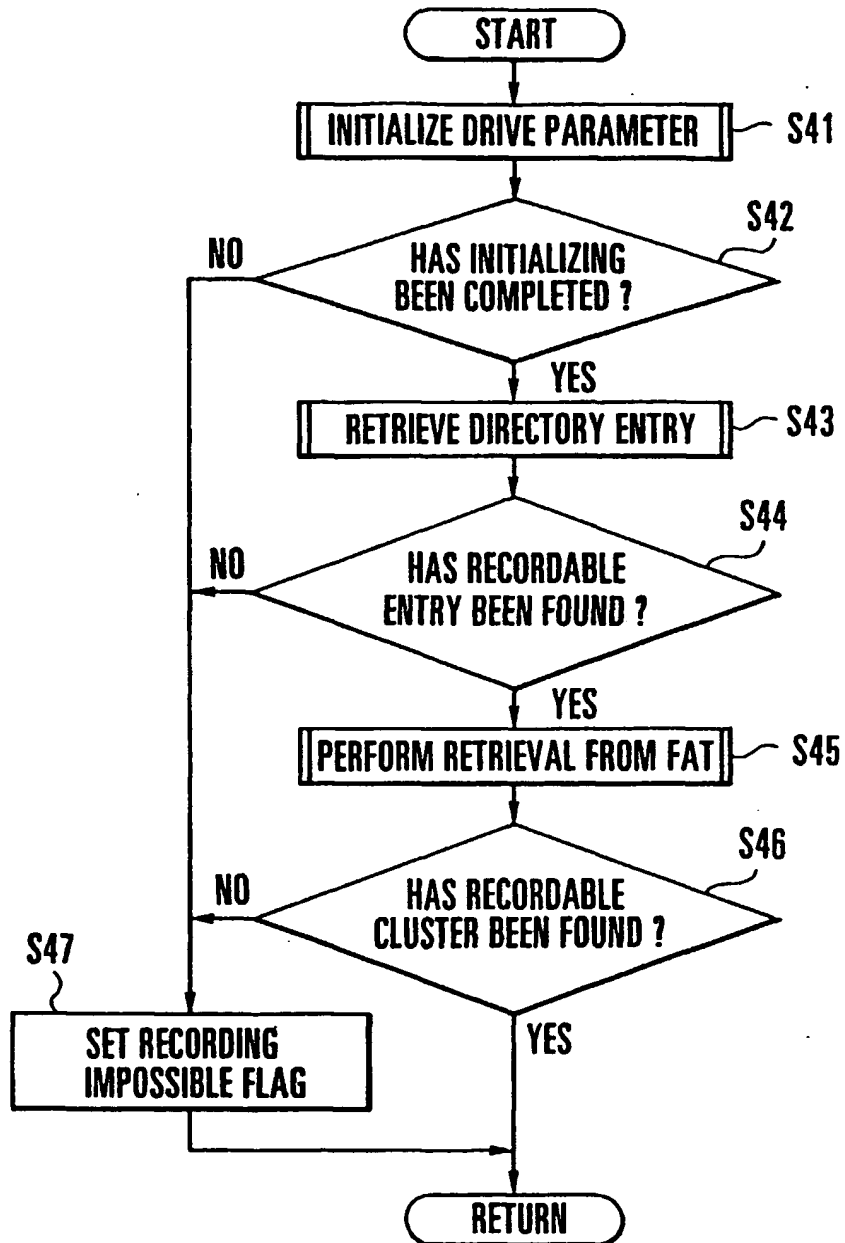 START
INITIALIZE DRIVE PARAMETER
S41
S42
NO
HAS INITIALIZING
BEEN COMPLETED ?
YES
RETRIEVE DIRECTORY ENTRY
S43
S44
NO
HAS RECORDABLE
ENTRY BEEN FOUND ?
YES
PERFORM RETRIEVAL FROM FAT
S45
S46
NO
HAS RECORDABLE
CLUSTER BEEN FOUND ?
S47
YES
SET RECORDING
IMPOSSIBLE FLAG
RETURN